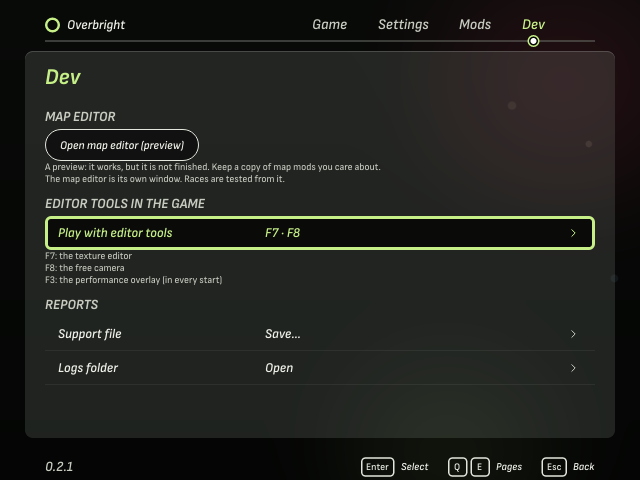 Overbright
Game Settings Mods Dev
Dev
MAP EDITOR
Open map editor (preview)
A preview: it works, but it is not finished. Keep a copy of map mods you care about.
The map editor is its own window. Races are tested from it.
EDITOR TOOLS IN THE GAME
Play with editor tools F7 · F8
F7: the texture editor
F8: the free camera
F3: the performance overlay (in every start)
REPORTS
Support file Save...
Logs folder Open
0.2.1
Enter Select Q E Pages Esc Back